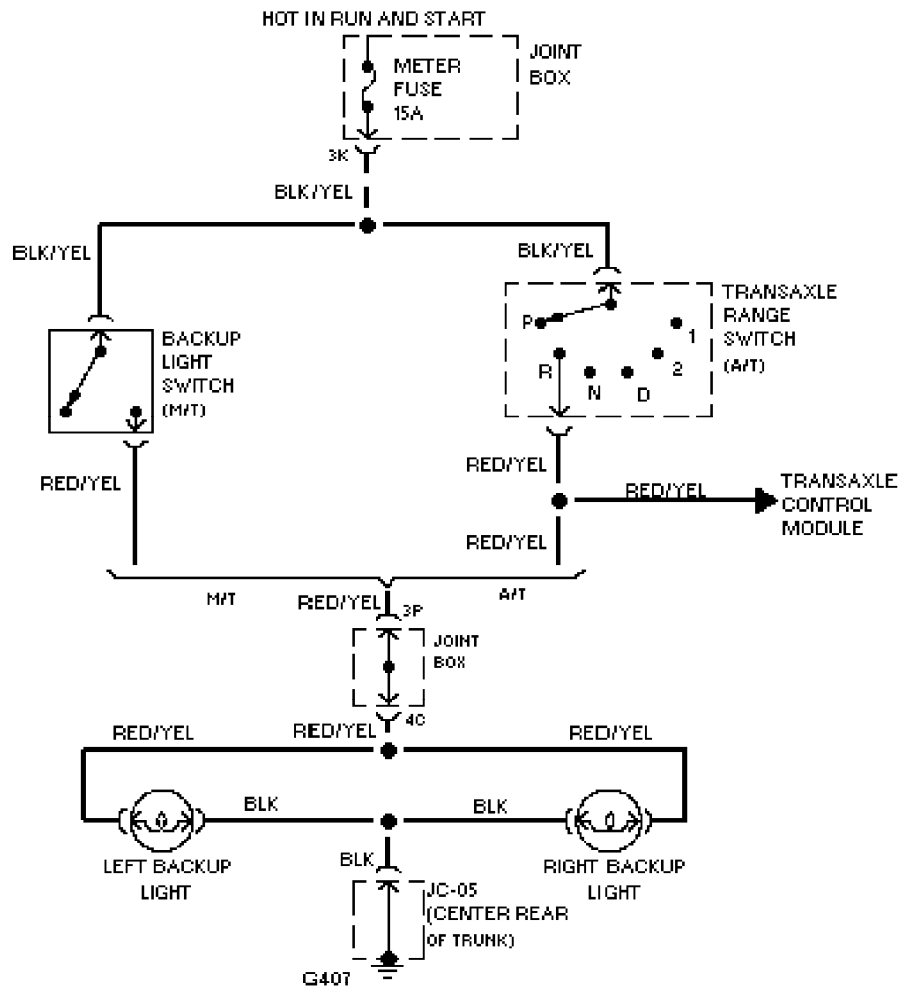 HOT IN RUN AND START
JOINT
BOX
METER
FUSE
15A
3K
BLK/YEL
BLK/YEL
BLK/YEL
TRANSAXLE
RANGE
SWITCH
(A/T)
P
R
N
D
2
1
BACKUP
LIGHT
SWITCH
(M/T)
RED/YEL
RED/YEL
RED/YEL
TRANSAXLE
CONTROL
MODULE
RED/YEL
M/T
RED/YEL
A/T
3P
JOINT
BOX
4C
RED/YEL
RED/YEL
RED/YEL
BLK
BLK
LEFT BACKUP
LIGHT
BLK
RIGHT BACKUP
LIGHT
JC-05
(CENTER REAR
OF TRUNK)
G407